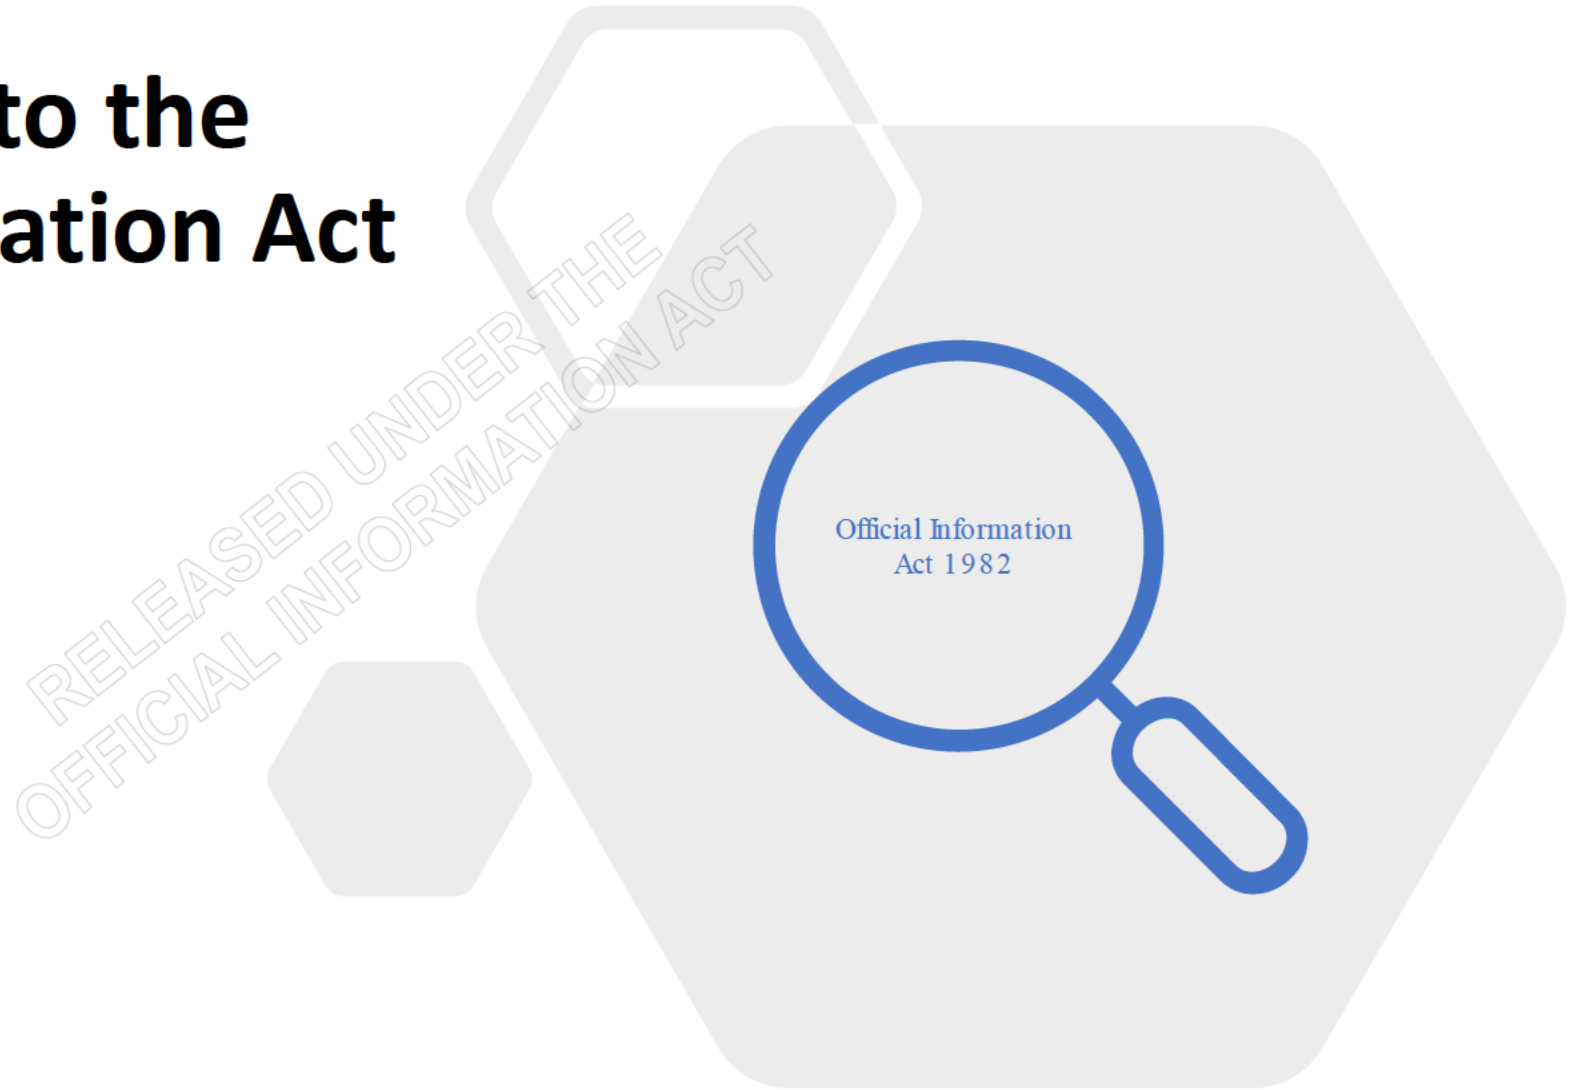 to the
ation Act
RELEASED UNDER THE
OFFICIAL INFORMATION ACT
Official Information
Act 1982